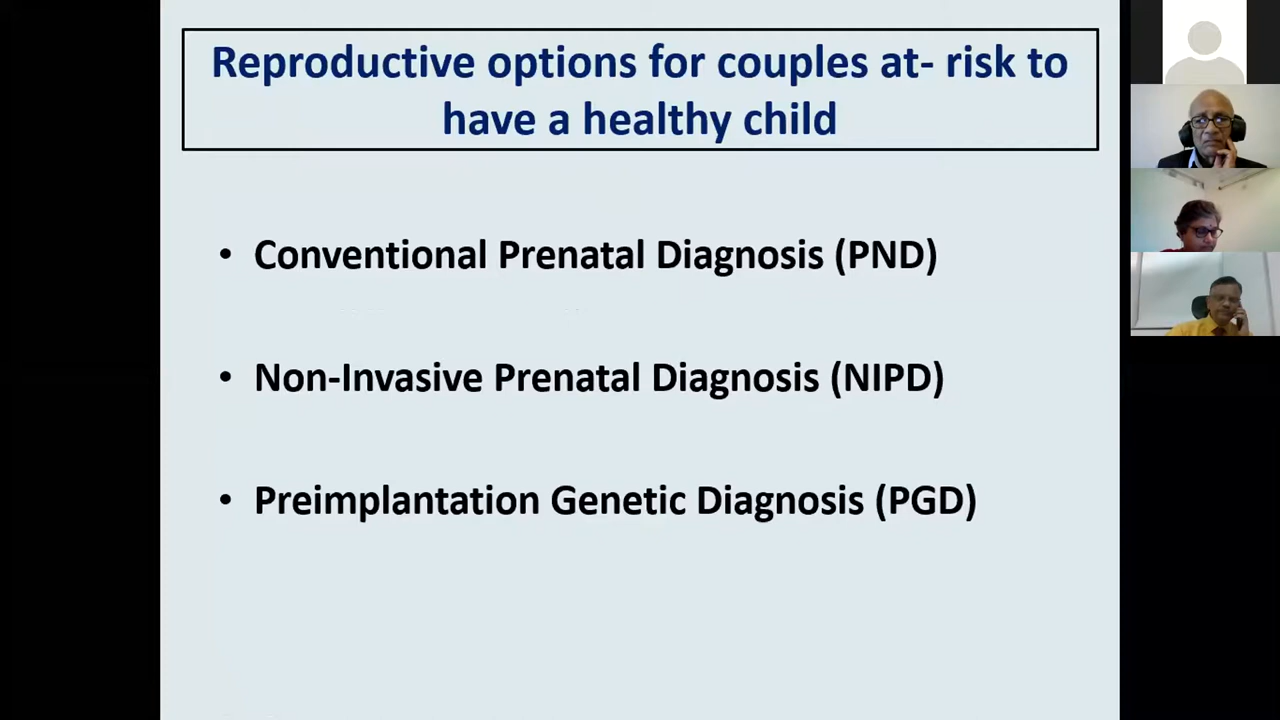 Reproductive options for couples at- risk to
have a healthy child
• Conventional Prenatal Diagnosis (PND)
• Non-Invasive Prenatal Diagnosis (NIPD)
• Preimplantation Genetic Diagnosis (PGD)